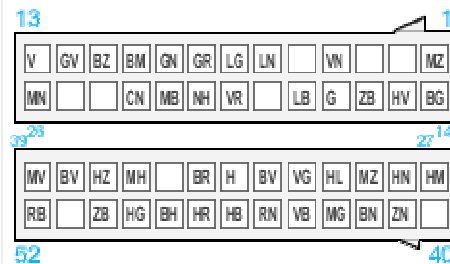 13 1
V GV BZ BM GN GR LG LN VN MZ
MN CN MB NH VR LB G ZB HV BG
39 26 27 14
MV BV HZ MH BR H BV VG HL MZ HN HM
RB ZB HG BH HR HB RN VB MG BN ZN
52 40